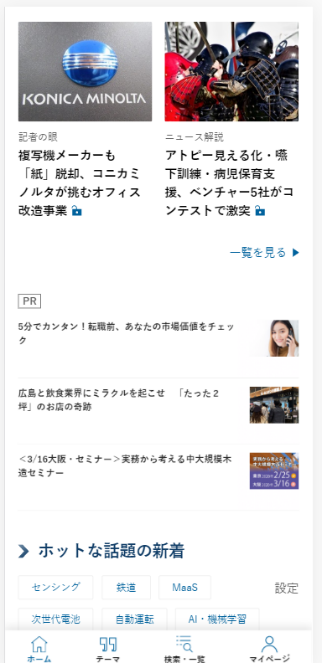 KONICA MINOLTA
記者の眼
複写機メーカーも
「紙」脱却、コニカミ
ノルタが挑むオフィス
改造事業
ニュース解説
アトピー見える化・嚥
下訓練・病児保育支
援、ベンチャー5社がコ
ンテストで激突
一覧を見る
PR
5分でカンタン！転職前、あなたの市場価値をチェッ
ク
広島と飲食業界にミラクルを起こせ　「たった２
坪」のお店の奇跡
＜3/16大阪・セミナー＞実務から考える中大規模木
造セミナー
2/25
3/16
ホットな話題の新着
センシング
鉄道
MaaS
設定
次世代電池
自動運転
AI・機械学習
ホーム
テーマ
検索・一覧
マイページ